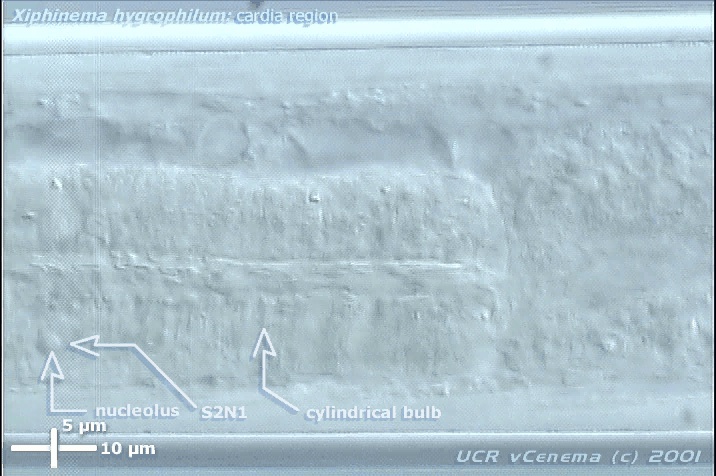 Xiphinema hygrophilum: cardia region
nucleolus
S2N1
cylindrical bulb
5 µm
10 µm
UCR vCenema (c) 2001